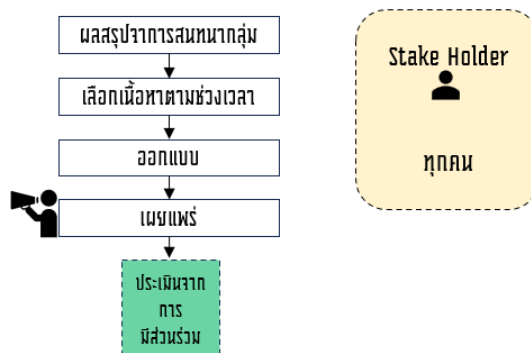 ผลสรุปจาการสนทนากลุ่ม
เลือกเนื้อหาตามช่วงเวลา
ออกแบบ
เผยแพร่
ประเมินจาก
การ
มีส่วนร่วม
Stake Holder
ทุกคน